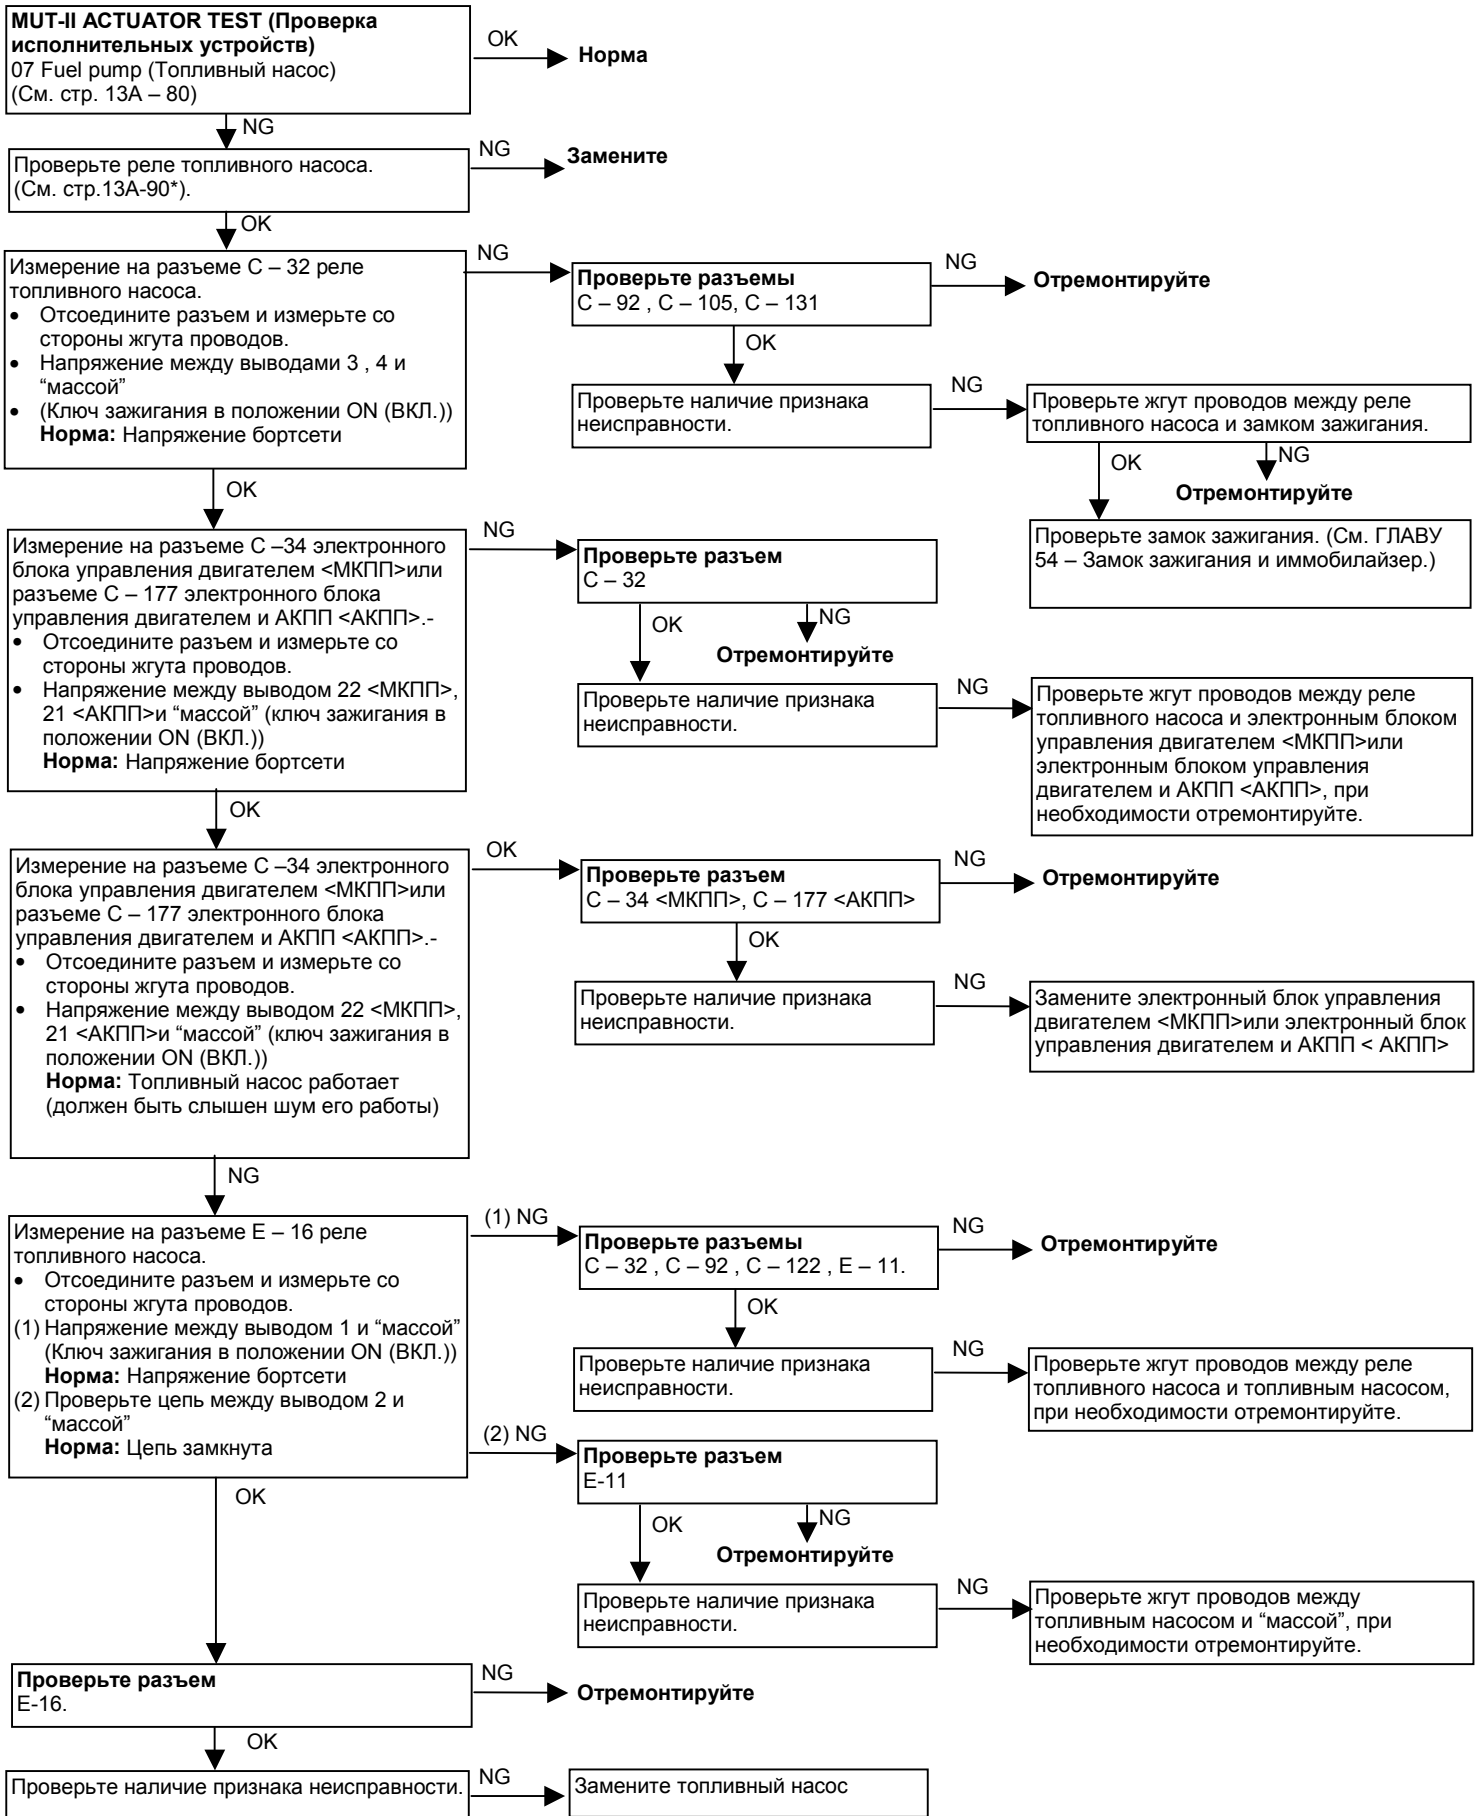 MUT-II ACTUATOR TEST (Проверка
исполнительных устройств)
07 Fuel pump (Топливный насос)
(См. стр. 13А – 80)
OK
Норма
NG
Проверьте реле топливного насоса.
(См. стр.13А-90*).
NG
Замените
OK
Измерение на разъеме С – 32 реле
топливного насоса.
• Отсоедините разъем и измерьте со
стороны жгута проводов.
• Напряжение между выводами 3 , 4 и
“массой”
• (Ключ зажигания в положении ON (ВКЛ.))
Норма: Напряжение бортсети
NG
Проверьте разъемы
С – 92 , С – 105, С – 131
NG
Отремонтируйте
OK
Проверьте наличие признака
неисправности.
NG
Проверьте жгут проводов между реле
топливного насоса и замком зажигания.
OK
NG
Отремонтируйте
Проверьте замок зажигания. (См. ГЛАВУ
54 – Замок зажигания и иммобилайзер.)
OK
Измерение на разъеме С –34 электронного
блока управления двигателем <МКПП>или
разъеме С – 177 электронного блока
управления двигателем и АКПП <АКПП>.-
• Отсоедините разъем и измерьте со
стороны жгута проводов.
• Напряжение между выводом 22 <МКПП>,
21 <АКПП>и “массой” (ключ зажигания в
положении ON (ВКЛ.))
Норма: Напряжение бортсети
NG
Проверьте разъем
С – 32
OK
NG
Отремонтируйте
Проверьте наличие признака
неисправности.
NG
Проверьте жгут проводов между реле
топливного насоса и электронным блоком
управления двигателем <МКПП>или
электронным блоком управления
двигателем и АКПП <АКПП>, при
необходимости отремонтируйте.
OK
Измерение на разъеме С –34 электронного
блока управления двигателем <МКПП>или
разъеме С – 177 электронного блока
управления двигателем и АКПП <АКПП>.-
• Отсоедините разъем и измерьте со
стороны жгута проводов.
• Напряжение между выводом 22 <МКПП>,
21 <АКПП>и “массой” (ключ зажигания в
положении ON (ВКЛ.))
Норма: Топливный насос работает
(должен быть слышен шум его работы)
OK
Проверьте разъем
С – 34 <МКПП>, С – 177 <АКПП>
NG
Отремонтируйте
OK
Проверьте наличие признака
неисправности.
NG
Замените электронный блок управления
двигателем <МКПП>или электронный блок
управления двигателем и АКПП < АКПП>
NG
Измерение на разъеме Е – 16 реле
топливного насоса.
• Отсоедините разъем и измерьте со
стороны жгута проводов.
(1) Напряжение между выводом 1 и “массой”
(Ключ зажигания в положении ON (ВКЛ.))
Норма: Напряжение бортсети
(2) Проверьте цепь между выводом 2 и
“массой”
Норма: Цепь замкнута
(1) NG
Проверьте разъемы
С – 32 , С – 92 , С – 122 , Е – 11.
NG
Отремонтируйте
OK
Проверьте наличие признака
неисправности.
NG
Проверьте жгут проводов между реле
топливного насоса и топливным насосом,
при необходимости отремонтируйте.
(2) NG
Проверьте разъем
Е-11
OK
NG
Отремонтируйте
Проверьте наличие признака
неисправности.
NG
Проверьте жгут проводов между
топливным насосом и “массой”, при
необходимости отремонтируйте.
OK
Проверьте разъем
Е-16.
NG
Отремонтируйте
OK
Проверьте наличие признака неисправности.
NG
Замените топливный насос